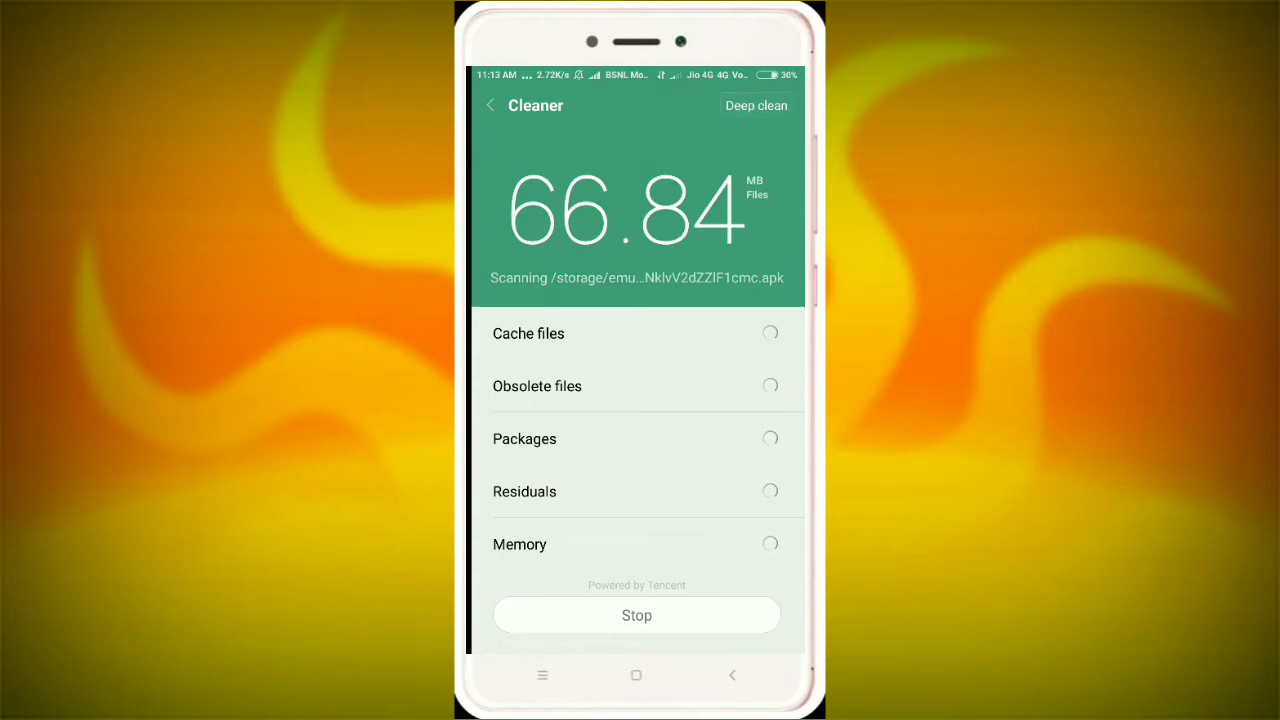 11:13 AM ... 2.72K/s BSNL Mo.. Jio 4G 4G Vo.. 30%
Cleaner
Deep clean
66.84
MB
Files
Scanning /storage/emu...NklvV2dZZlF1cmc.apk
Cache files
Obsolete files
Packages
Residuals
Memory
Powered by Tencent
Stop